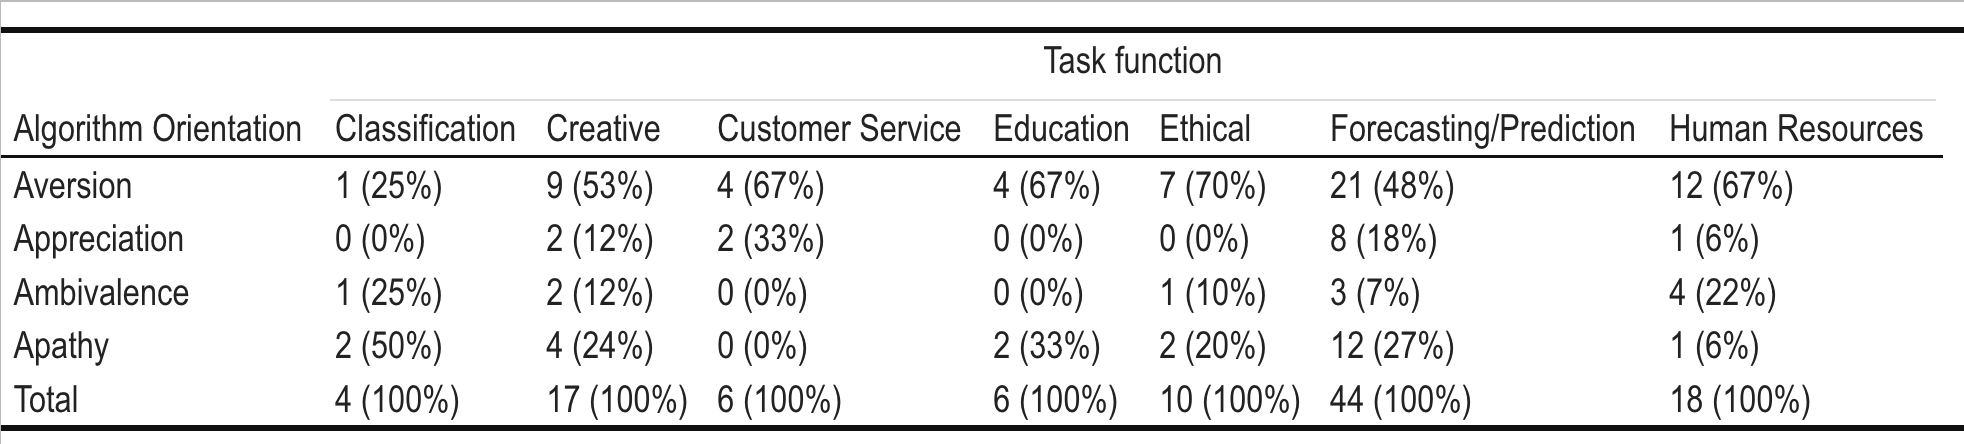 Task function
Algorithm Orientation Classification Creative Customer Service Education Ethical Forecasting/Prediction Human Resources
Aversion 1 (25%) 9 (53%) 4 (67%) 4 (67%) 7 (70%) 21 (48%) 12 (67%)
Appreciation 0 (0%) 2 (12%) 2 (33%) 0 (0%) 0 (0%) 8 (18%) 1 (6%)
Ambivalence 1 (25%) 2 (12%) 0 (0%) 0 (0%) 1 (10%) 3 (7%) 4 (22%)
Apathy 2 (50%) 4 (24%) 0 (0%) 2 (33%) 2 (20%) 12 (27%) 1 (6%)
Total 4 (100%) 17 (100%) 6 (100%) 6 (100%) 10 (100%) 44 (100%) 18 (100%)